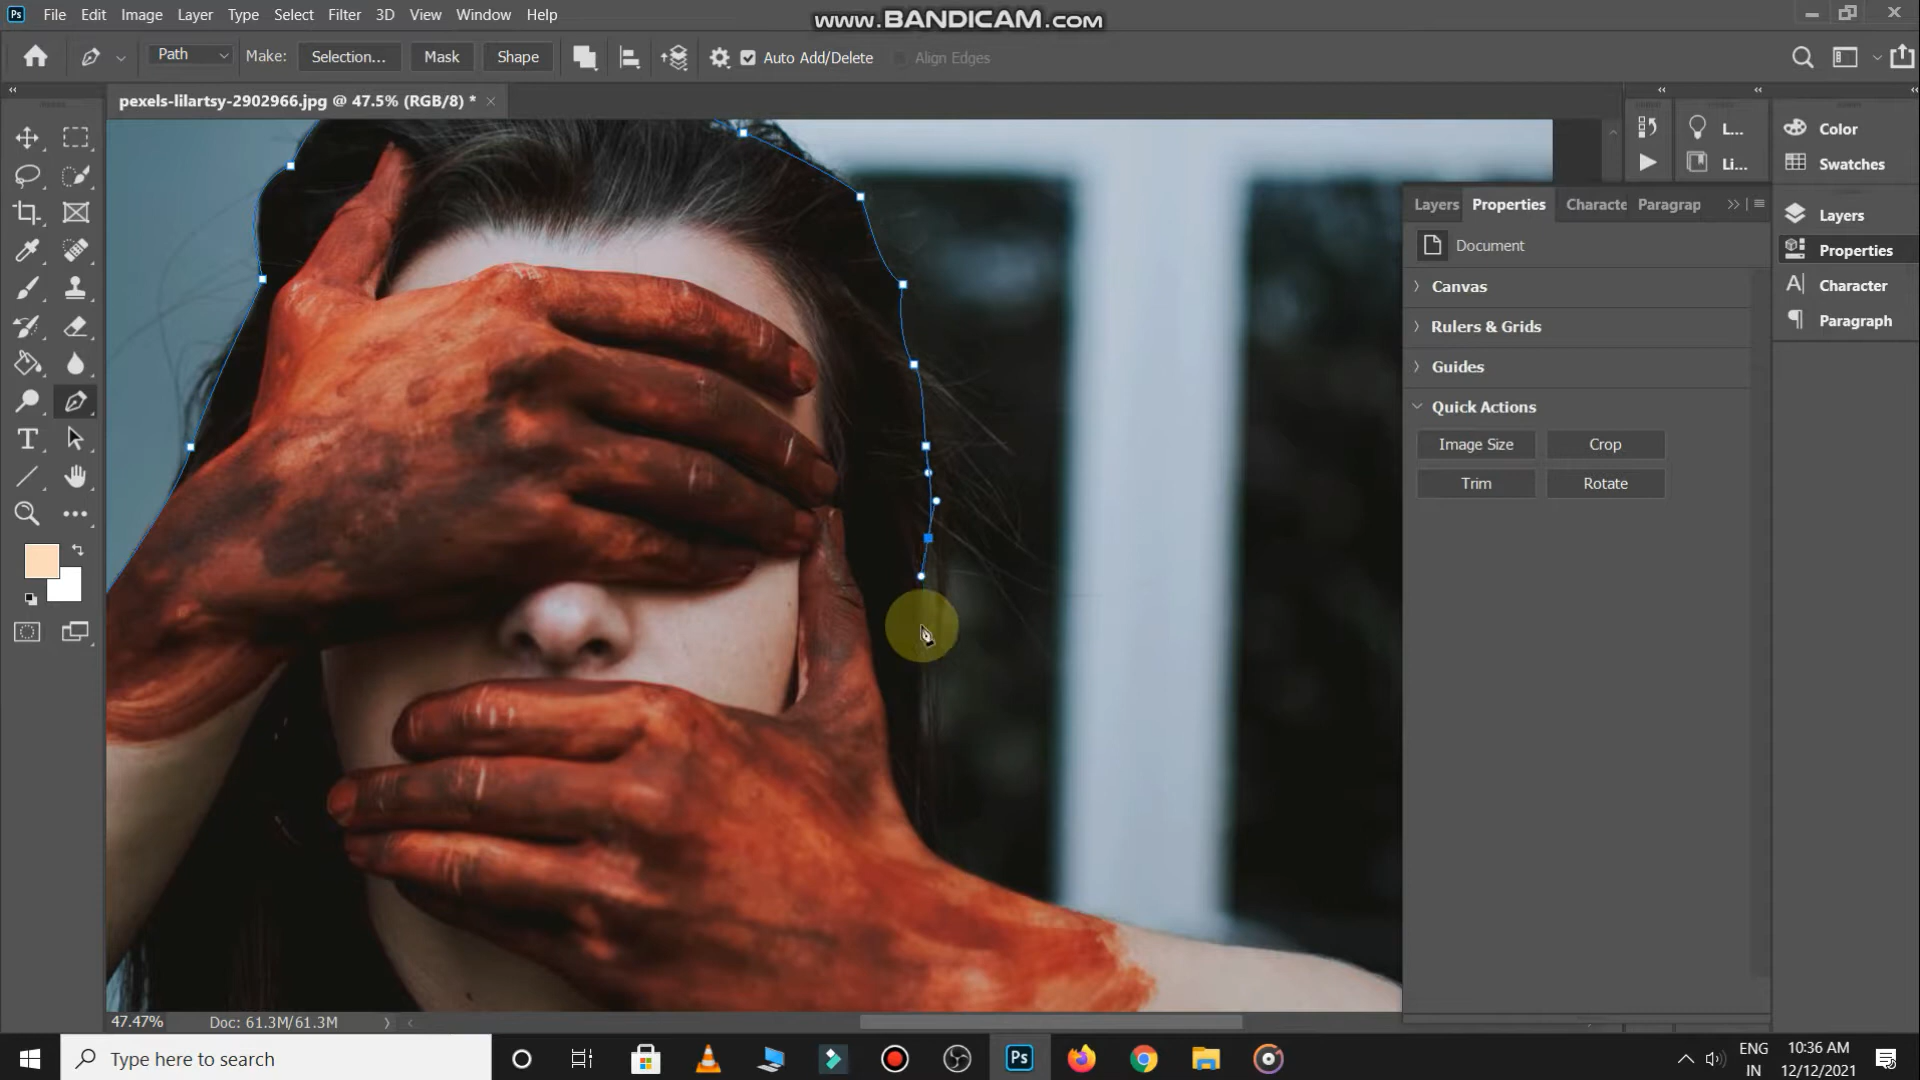 File Edit Image Layer Type Select Filter 3D View Window Help
www.BANDICAM.com
Path Make: Selection... Mask Shape Auto Add/Delete Align Edges
pexels-lilartsy-2902966.jpg @ 47.5% (RGB/8) *
L...
Li...
Color
Swatches
Layers
Properties
Character
Paragraph
Layers Properties Characte Paragrap
Document
Canvas
Rulers & Grids
Guides
Quick Actions
Image Size Crop
Trim Rotate
47.47% Doc: 61.3M/61.3M
Type here to search
Ps
ENG
IN
10:36 AM
12/12/2021